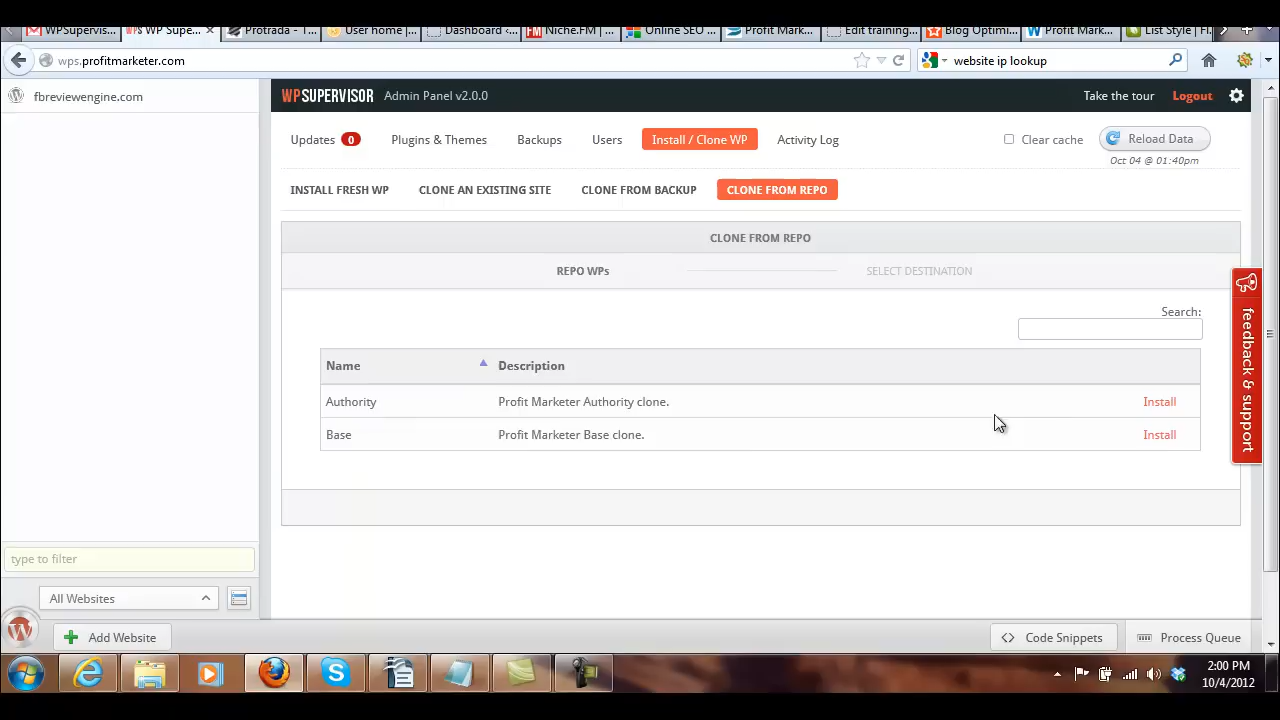 WPSupervis... WPS WP Supe... × Protrada - T... User home | ... Dashboard ‹... FM Niche.FM | ... Online SEO ... Profit Mark... Edit training... Blog Optimi... Profit Mark... List Style | Fl...
wps.profitmarketer.com website ip lookup
fbreviewengine.com WPSUPERVISOR Admin Panel v2.0.0 Take the tour Logout
Updates 0 Plugins & Themes Backups Users Install / Clone WP Activity Log Clear cache Reload Data
Oct 04 @ 01:40pm
INSTALL FRESH WP CLONE AN EXISTING SITE CLONE FROM BACKUP CLONE FROM REPO
CLONE FROM REPO
REPO WPs SELECT DESTINATION
Search:
Name Description
Authority Profit Marketer Authority clone. Install
Base Profit Marketer Base clone. Install
feedback & support
type to filter
All Websites
Add Website <> Code Snippets Process Queue
2:00 PM
10/4/2012